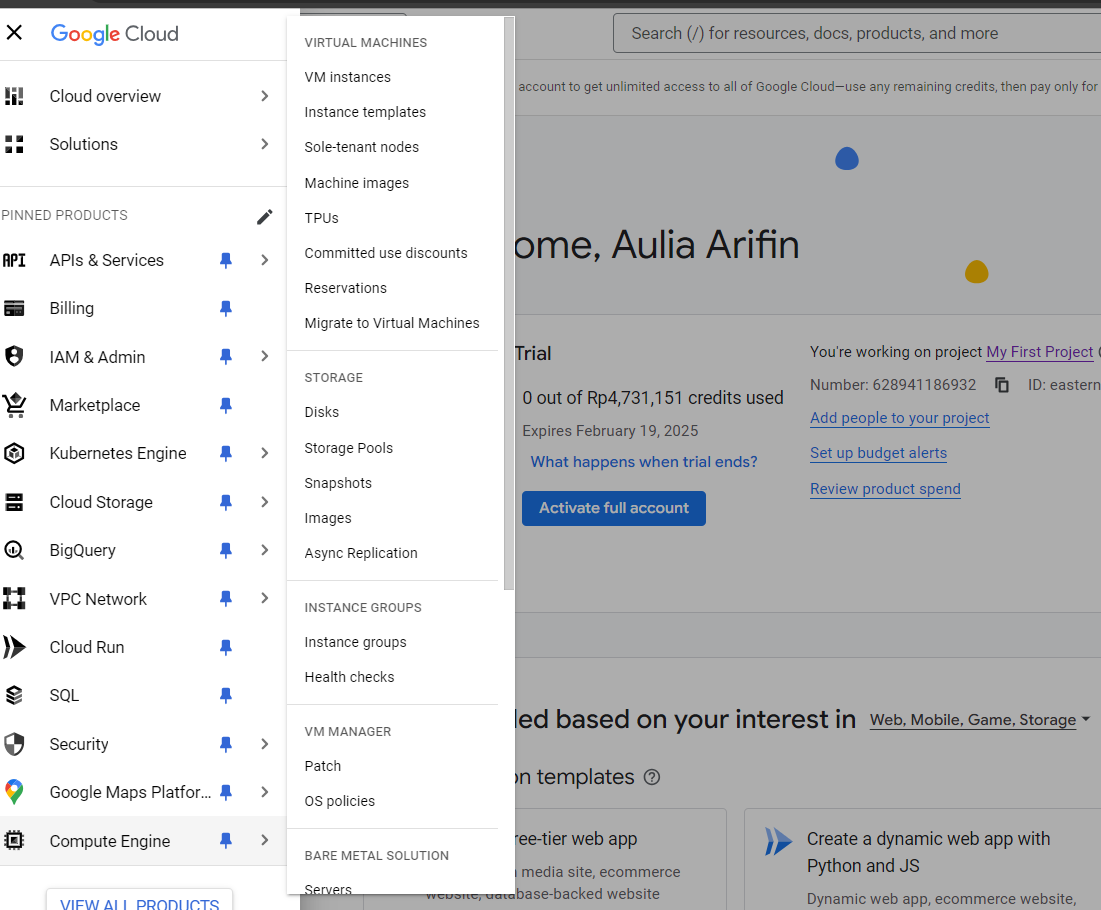 Google Cloud
Cloud overview
Solutions
PINNED PRODUCTS
API APIs & Services
Billing
IAM & Admin
Marketplace
Kubernetes Engine
Cloud Storage
BigQuery
VPC Network
Cloud Run
SQL
Security
Google Maps Platfor...
Compute Engine
VIEW ALL PRODUCTS
VIRTUAL MACHINES
VM instances
Instance templates
Sole-tenant nodes
Machine images
TPUs
Committed use discounts
Reservations
Migrate to Virtual Machines
STORAGE
Disks
Storage Pools
Snapshots
Images
Async Replication
INSTANCE GROUPS
Instance groups
Health checks
VM MANAGER
Patch
OS policies
BARE METAL SOLUTION
Servers
Search (/) for resources, docs, products, and more
account to get unlimited access to all of Google Cloud—use any remaining credits, then pay only for
ome, Aulia Arifin
Trial
0 out of Rp4,731,151 credits used
Expires February 19, 2025
What happens when trial ends?
Activate full account
You're working on project My First Project
Number: 628941186932 ID: eastern
Add people to your project
Set up budget alerts
Review product spend
led based on your interest in Web, Mobile, Game, Storage
on templates
ree-tier web app
media site, ecommerce
website, database-backed website
Create a dynamic web app with
Python and JS
Dynamic web app, ecommerce website,